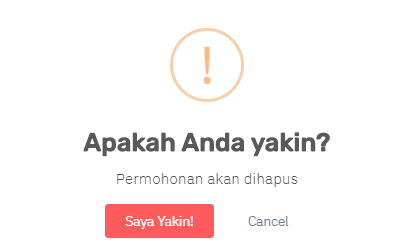 !
Apakah Anda yakin?
Permohonan akan dihapus
Saya Yakin! Cancel